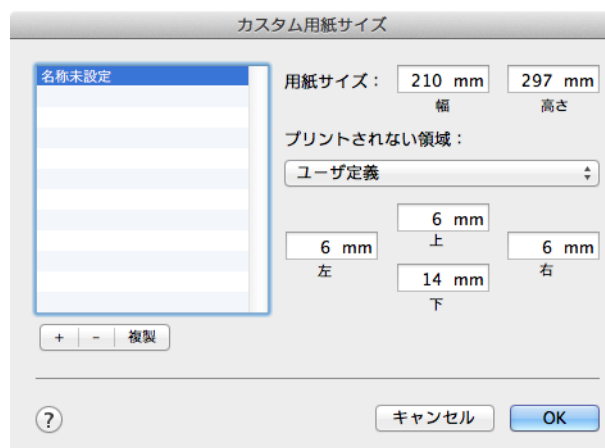 カスタム用紙サイズ
名称未設定
用紙サイズ：
210 mm
297 mm
幅
高さ
プリントされない領域：
ユーザ定義
6 mm
上
6 mm
左
6 mm
右
14 mm
下
+ - 複製
?
キャンセル
OK